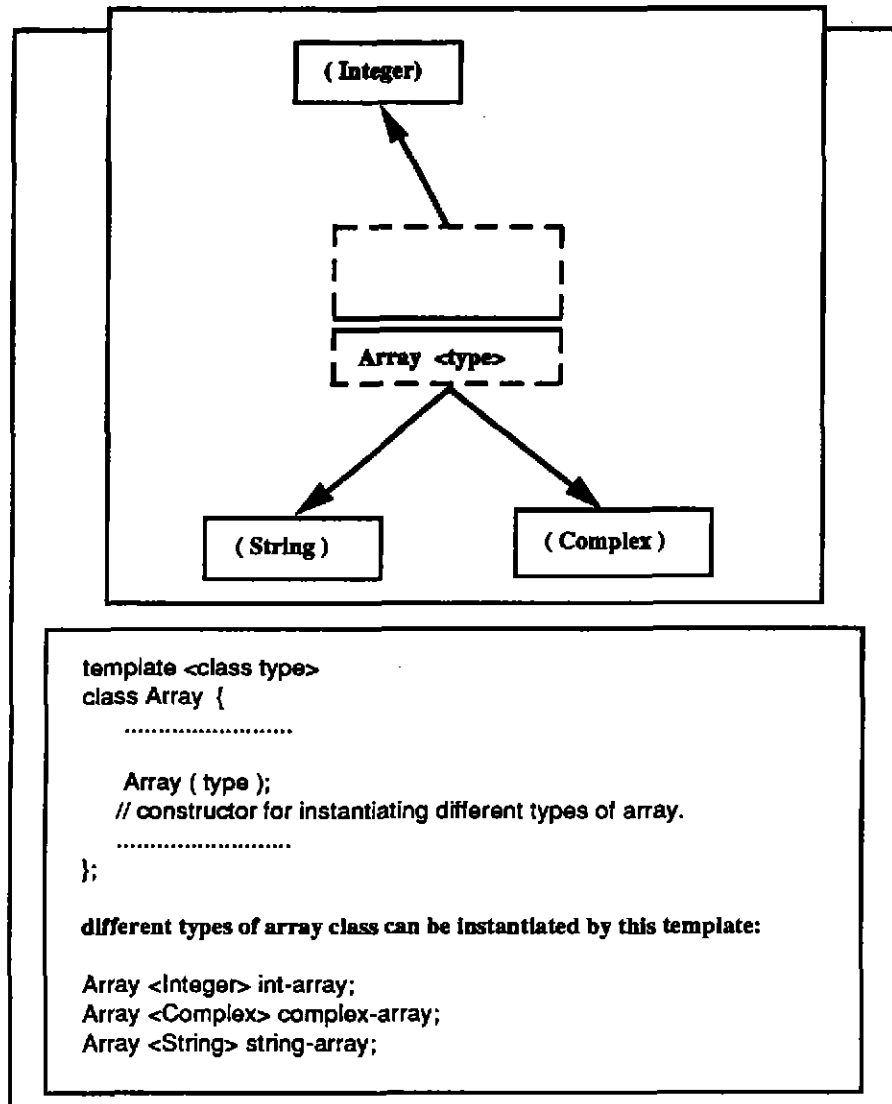 ( Integer)
Array <type>
( String )
( Complex )
template <class type>
class Array {
.........................
Array ( type );
// constructor for instantiating different types of array.
.........................
};
different types of array class can be instantiated by this template:
Array <Integer> int-array;
Array <Complex> complex-array;
Array <String> string-array;